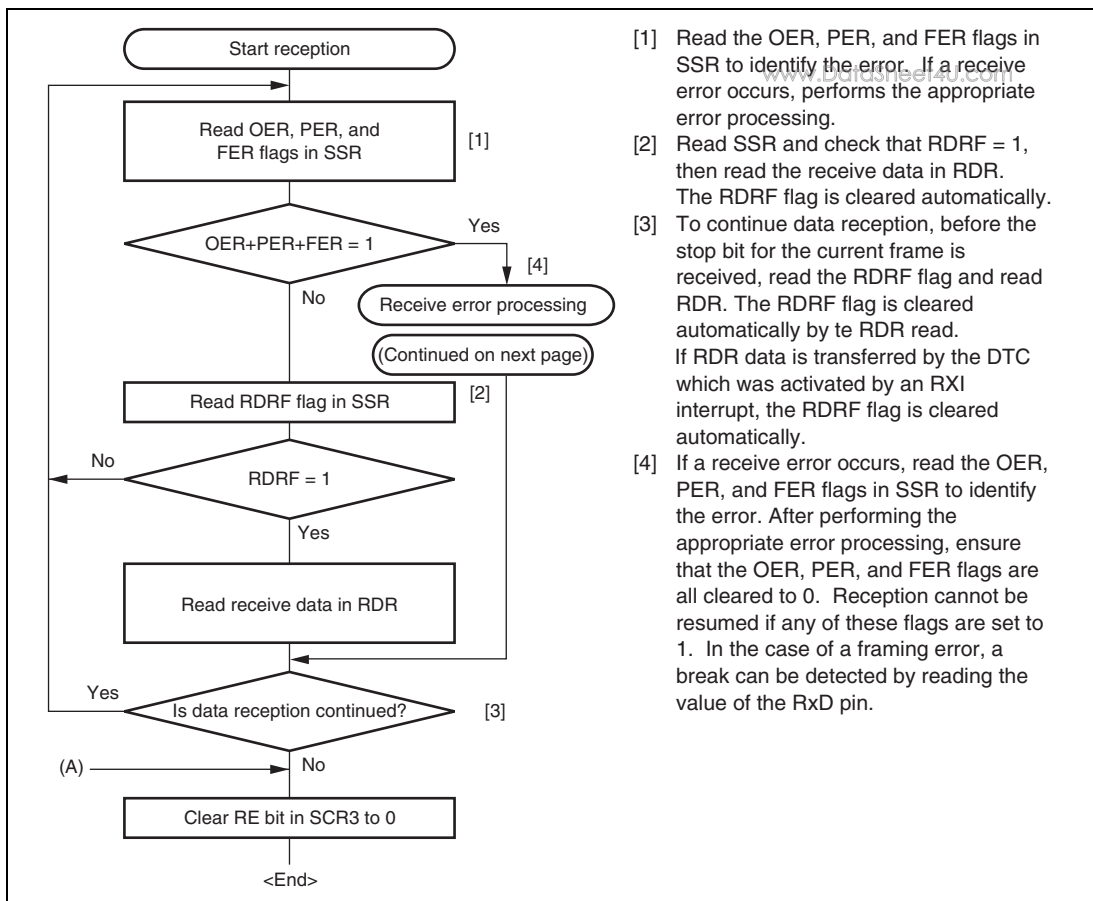 Start reception
Read OER, PER, and
FER flags in SSR
[1]
OER+PER+FER = 1
Yes
[4]
No
Receive error processing
(Continued on next page)
Read RDRF flag in SSR
[2]
No
RDRF = 1
Yes
Read receive data in RDR
Yes
Is data reception continued?
[3]
(A)
No
Clear RE bit in SCR3 to 0
<End>
[1] Read the OER, PER, and FER flags in
SSR to identify the error. If a receive
www.DataSheet4U.com
error occurs, performs the appropriate
error processing.
[2] Read SSR and check that RDRF = 1,
then read the receive data in RDR.
The RDRF flag is cleared automatically.
[3] To continue data reception, before the
stop bit for the current frame is
received, read the RDRF flag and read
RDR. The RDRF flag is cleared
automatically by te RDR read.
If RDR data is transferred by the DTC
which was activated by an RXI
interrupt, the RDRF flag is cleared
automatically.
[4] If a receive error occurs, read the OER,
PER, and FER flags in SSR to identify
the error. After performing the
appropriate error processing, ensure
that the OER, PER, and FER flags are
all cleared to 0. Reception cannot be
resumed if any of these flags are set to
1. In the case of a framing error, a
break can be detected by reading the
value of the RxD pin.